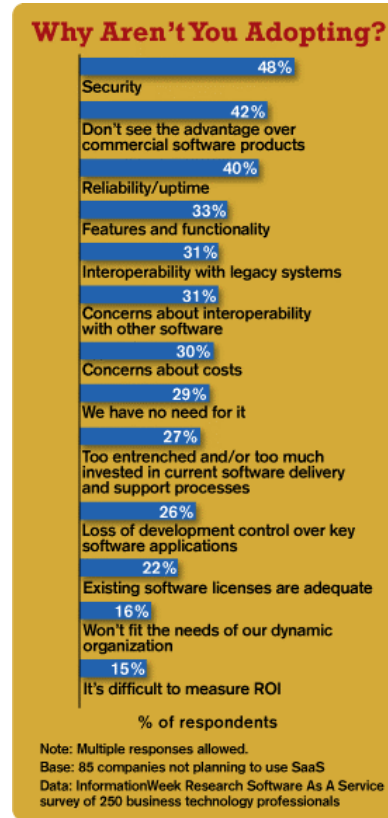 Why Aren't You Adopting?
48%
Security
42%
Don't see the advantage over
commercial software products
40%
Reliability/uptime
33%
Features and functionality
31%
Interoperability with legacy systems
31%
Concerns about interoperability
with other software
30%
Concerns about costs
29%
We have no need for it
27%
Too entrenched and/or too much
invested in current software delivery
and support processes
26%
Loss of development control over key
software applications
22%
Existing software licenses are adequate
16%
Won't fit the needs of our dynamic
organization
15%
It's difficult to measure ROI
% of respondents
Note: Multiple responses allowed.
Base: 85 companies not planning to use SaaS
Data: InformationWeek Research Software As A Service
survey of 250 business technology professionals